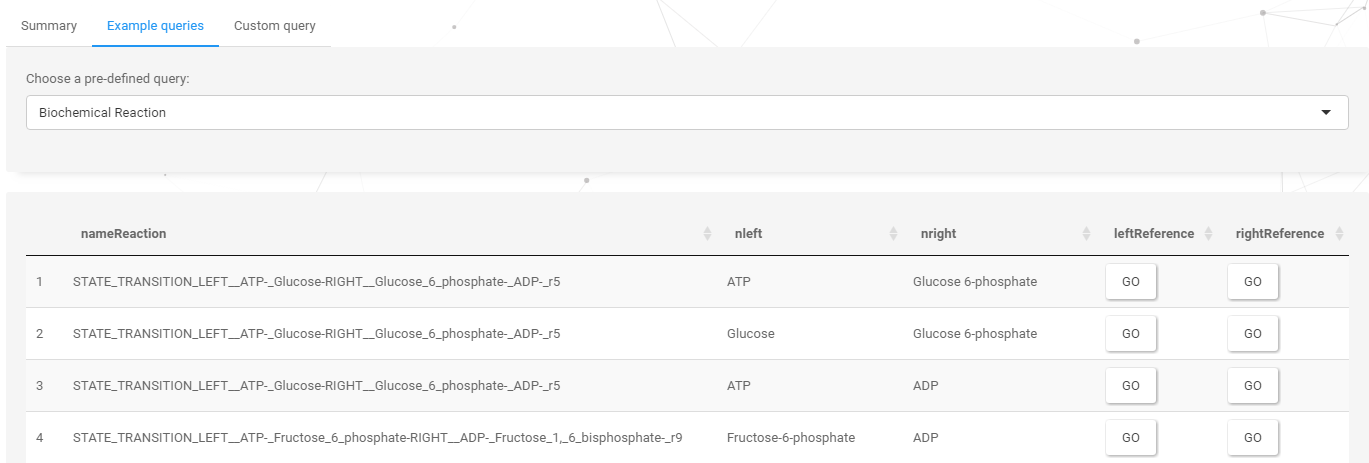 Summary Example queries Custom query
Choose a pre-defined query:
Biochemical Reaction
nameReaction nleft nright leftReference rightReference
1 STATE_TRANSITION_LEFT__ATP-_Glucose-RIGHT__Glucose_6_phosphate-_ADP-_r5 ATP Glucose 6-phosphate GO GO
2 STATE_TRANSITION_LEFT__ATP-_Glucose-RIGHT__Glucose_6_phosphate-_ADP-_r5 Glucose Glucose 6-phosphate GO GO
3 STATE_TRANSITION_LEFT__ATP-_Glucose-RIGHT__Glucose_6_phosphate-_ADP-_r5 ATP ADP GO GO
4 STATE_TRANSITION_LEFT__ATP-_Fructose_6_phosphate-RIGHT__ADP-_Fructose_1,_6_bisphosphate-_r9 Fructose-6-phosphate ADP GO GO